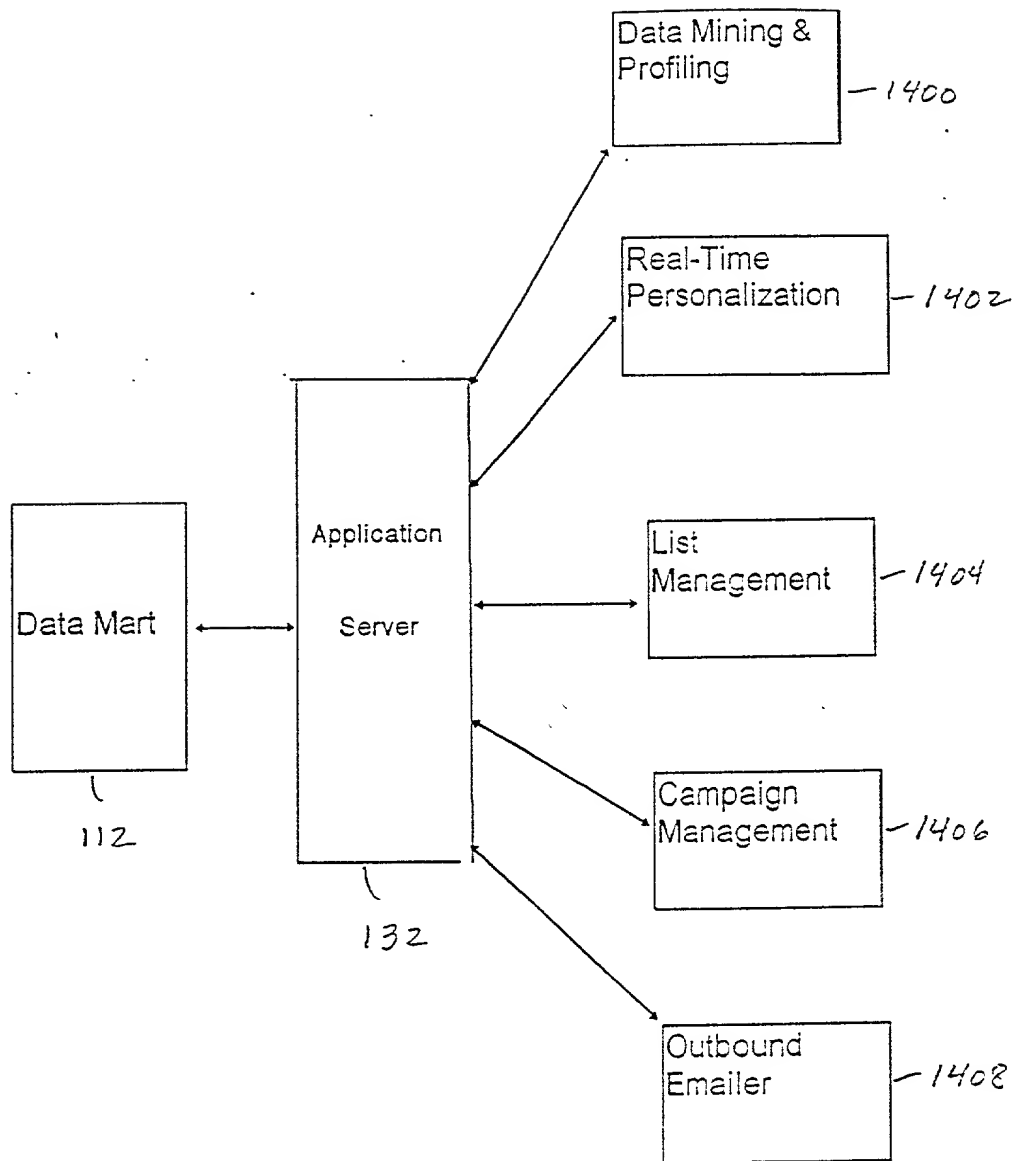 Data Mining &
Profiling
1400
Real-Time
Personalization
1402
Application
Server
List
Management
1404
Data Mart
112
132
Campaign
Management
1406
Outbound
Emailer
1408